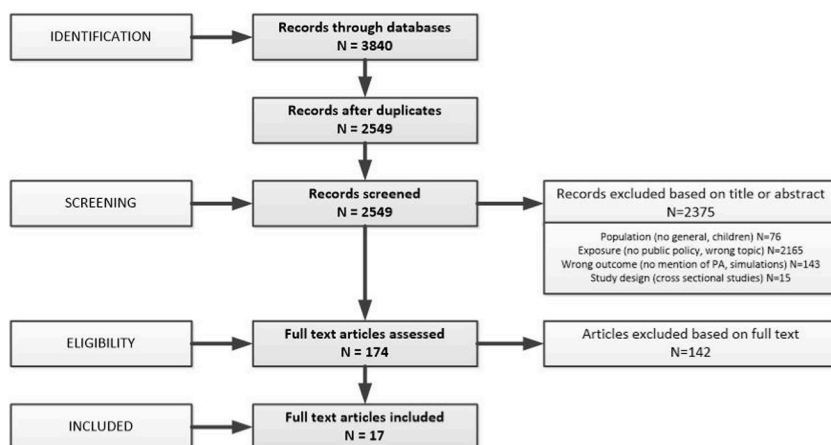 IDENTIFICATION
Records through databases
N = 3840
Records after duplicates
N = 2549
SCREENING
Records screened
N = 2549
Records excluded based on title or abstract
N=2375
Population (no general, children) N=76
Exposure (no public policy, wrong topic) N=2165
Wrong outcome (no mention of PA, simulations) N=143
Study design (cross sectional studies) N=15
ELIGIBILITY
Full text articles assessed
N = 174
Articles excluded based on full text
N=142
INCLUDED
Full text articles included
N = 17